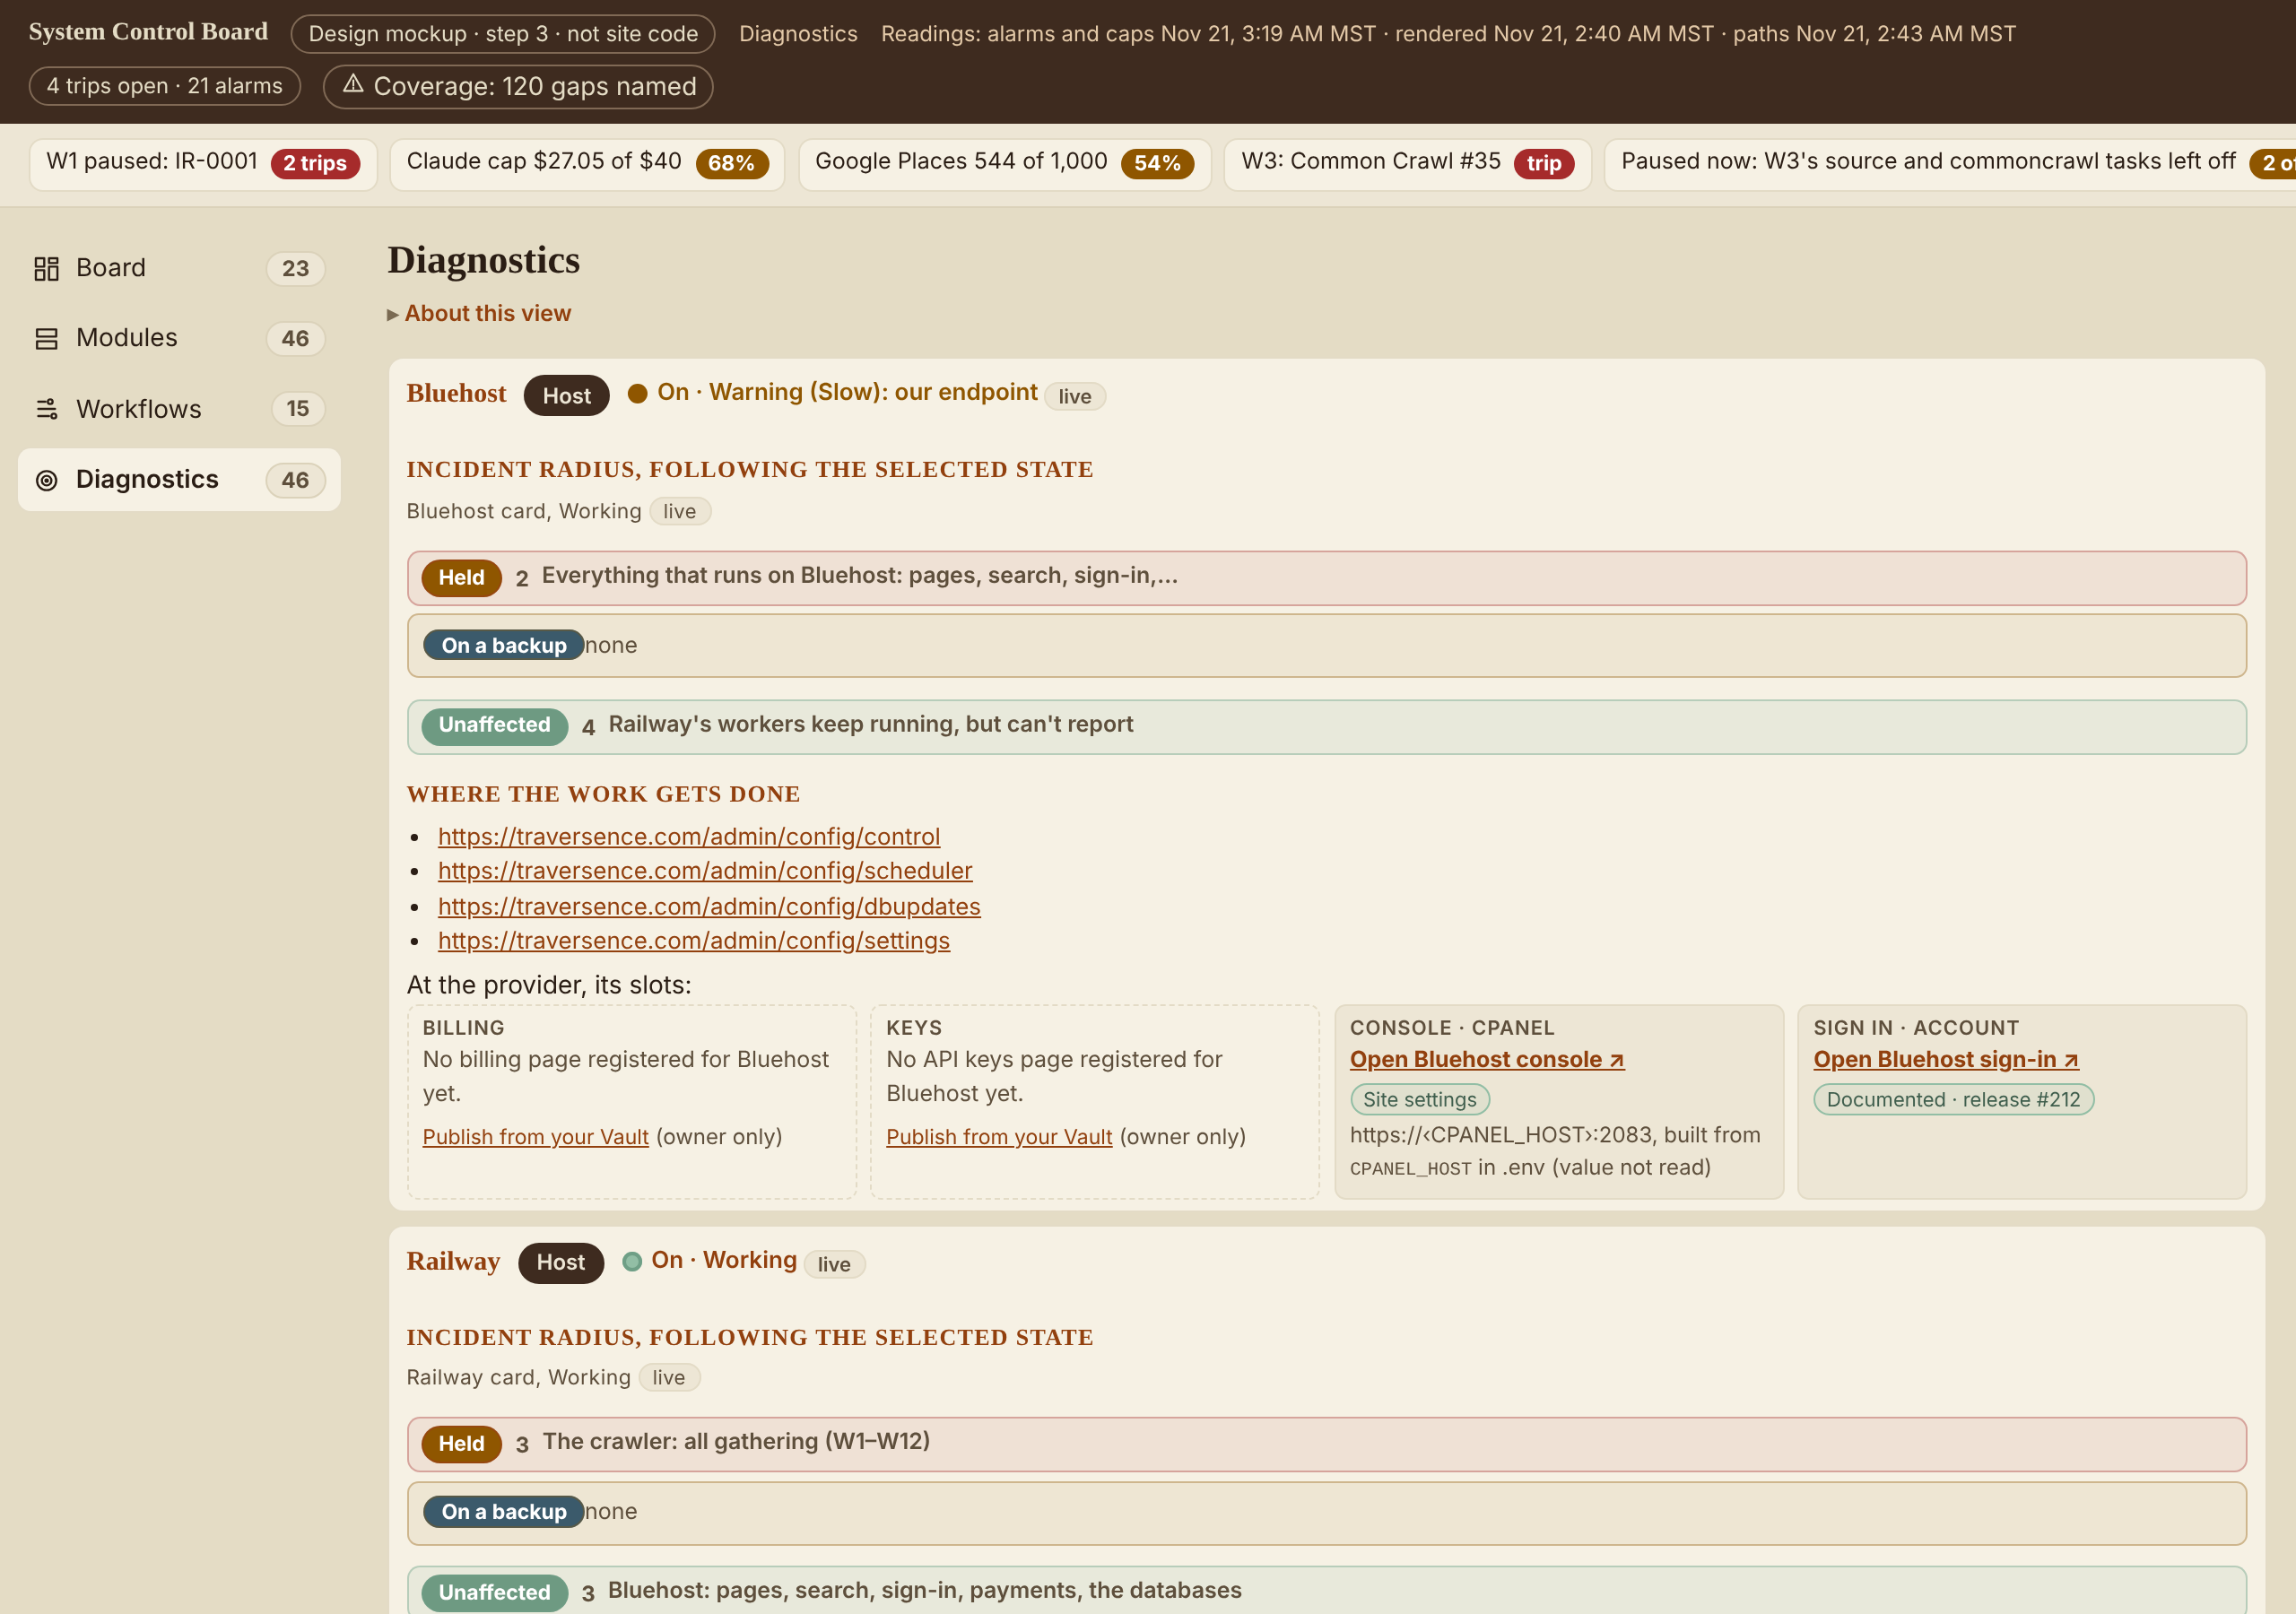 System Control Board
Design mockup · step 3 · not site code
Diagnostics
Readings: alarms and caps Nov 21, 3:19 AM MST · rendered Nov 21, 2:40 AM MST · paths Nov 21, 2:43 AM MST
4 trips open · 21 alarms
⚠ Coverage: 120 gaps named
W1 paused: IR-0001 2 trips
Claude cap $27.05 of $40 68%
Google Places 544 of 1,000 54%
W3: Common Crawl #35 trip
Paused now: W3's source and commoncrawl tasks left off 2 of
Board 23
Modules 46
Workflows 15
Diagnostics 46
Diagnostics
▸ About this view
Bluehost Host On · Warning (Slow): our endpoint live
INCIDENT RADIUS, FOLLOWING THE SELECTED STATE
Bluehost card, Working live
Held 2 Everything that runs on Bluehost: pages, search, sign-in,…
On a backup none
Unaffected 4 Railway's workers keep running, but can't report
WHERE THE WORK GETS DONE
• https://traversence.com/admin/config/control
• https://traversence.com/admin/config/scheduler
• https://traversence.com/admin/config/dbupdates
• https://traversence.com/admin/config/settings
At the provider, its slots:
BILLING
No billing page registered for Bluehost
yet.
Publish from your Vault (owner only)
KEYS
No API keys page registered for
Bluehost yet.
Publish from your Vault (owner only)
CONSOLE · CPANEL
Open Bluehost console ↗
Site settings
https://‹CPANEL_HOST›:2083, built from
CPANEL_HOST in .env (value not read)
SIGN IN · ACCOUNT
Open Bluehost sign-in ↗
Documented · release #212
Railway Host On · Working live
INCIDENT RADIUS, FOLLOWING THE SELECTED STATE
Railway card, Working live
Held 3 The crawler: all gathering (W1–W12)
On a backup none
Unaffected 3 Bluehost: pages, search, sign-in, payments, the databases